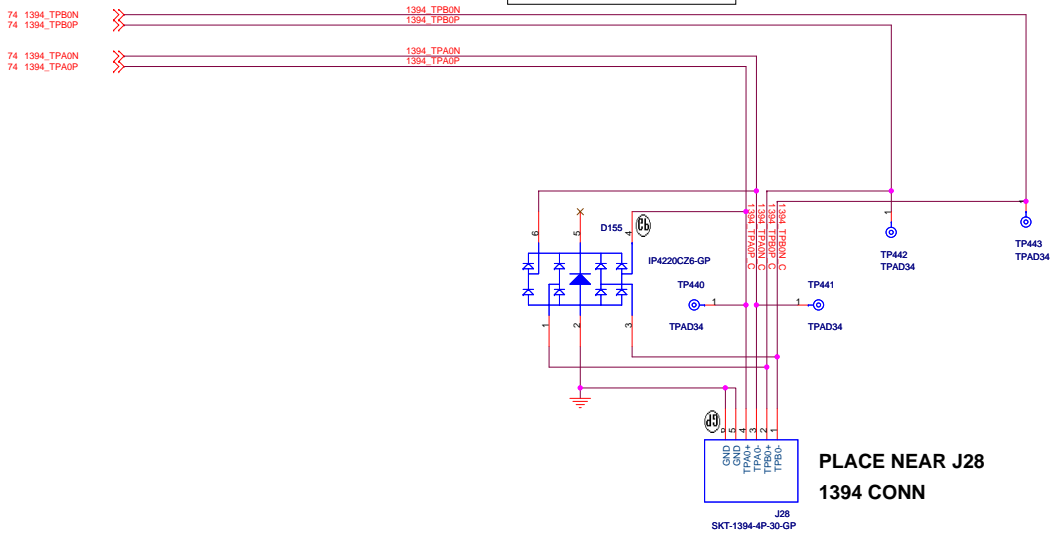 74 1394_TPB0N
1394_TPB0N
74 1394_TPB0P
1394_TPB0P
74 1394_TPA0N
1394_TPA0N
74 1394_TPA0P
1394_TPA0P
1394_TPA0P_C
1394_TPA0N_C
1394_TPB0P_C
1394_TPB0N_C
6
5
4
D155
IP4220CZ6-GP
1
2
3
TP440
1
TPAD34
TP441
1
TPAD34
1
TP442
TPAD34
1
TP443
TPAD34
GP
6
5
4
3
2
1
GND
GND
TPA0+
TPA0-
TPB0+
TPB0-
J28
SKT-1394-4P-30-GP
PLACE NEAR J28
1394 CONN